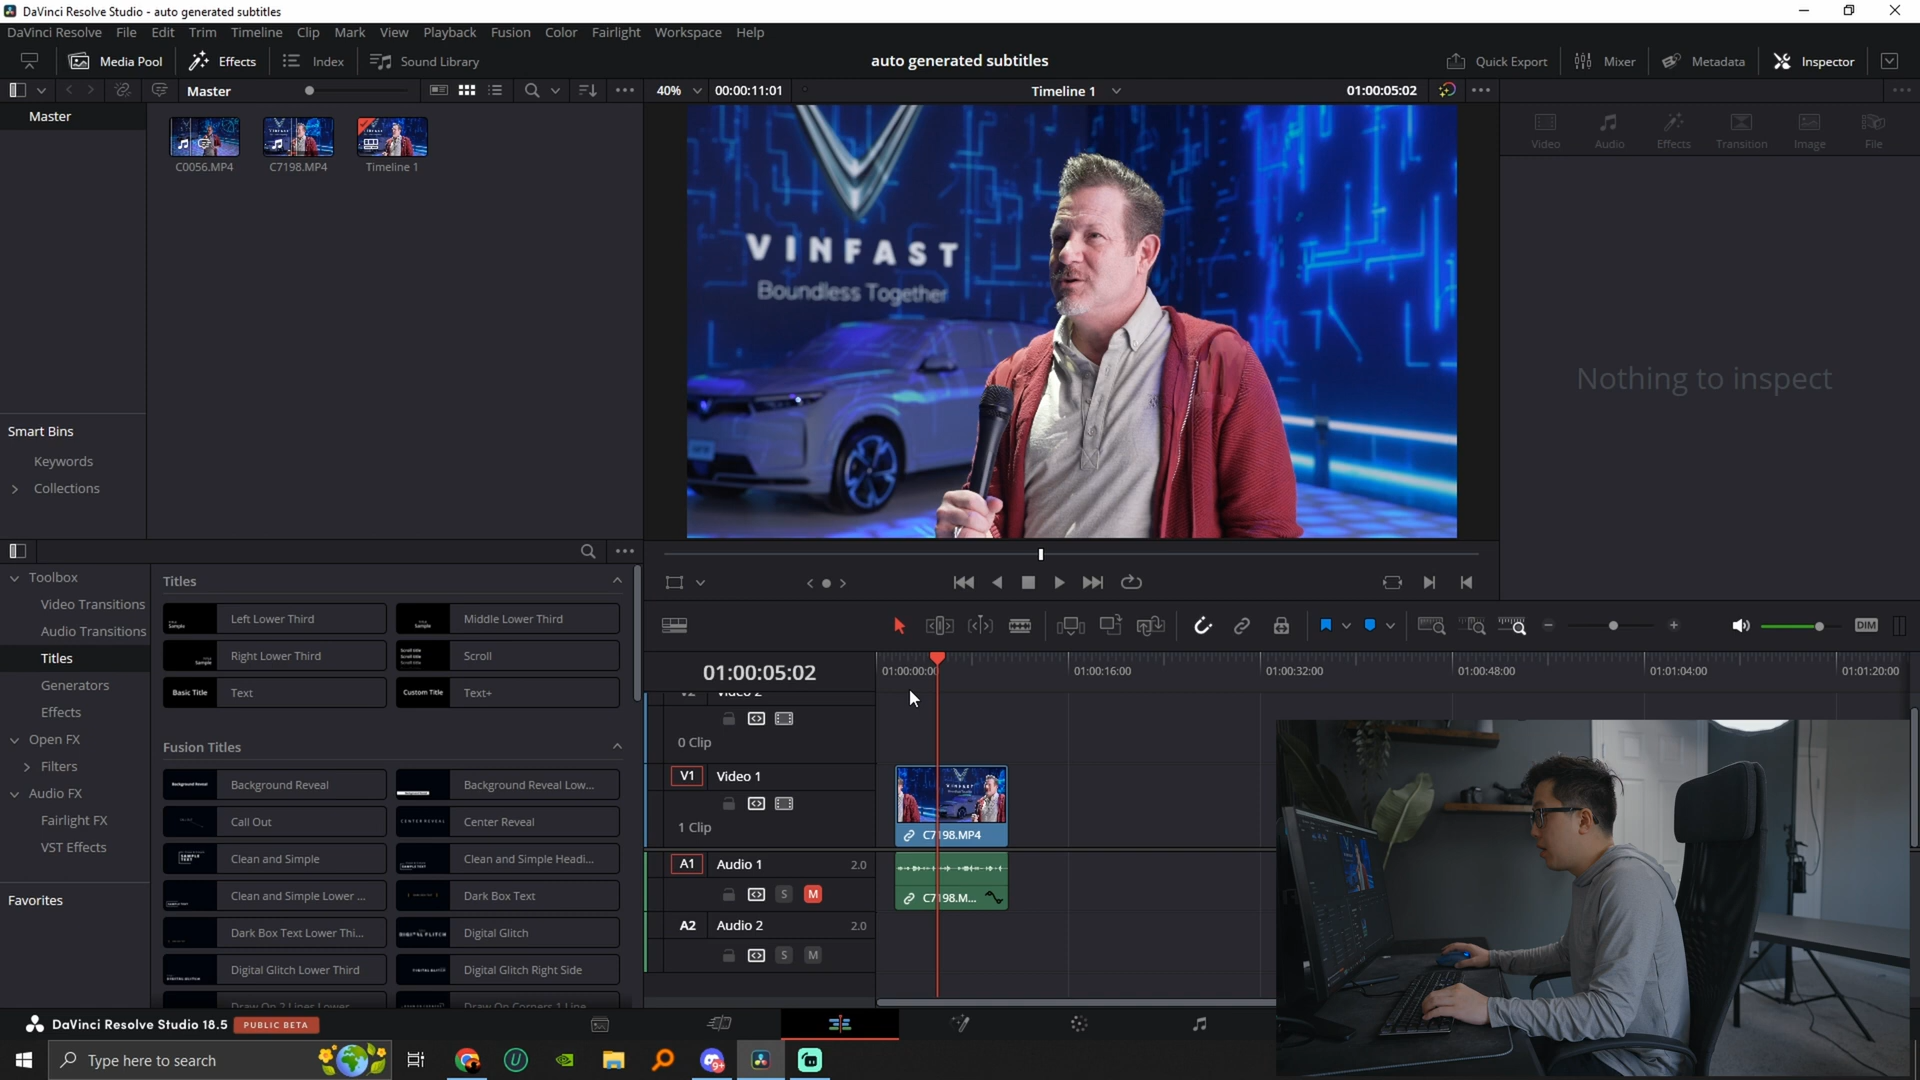 DaVinci Resolve Studio - auto generated subtitles
DaVinci Resolve File Edit Trim Timeline Clip Mark View Playback Fusion Color Fairlight Workspace Help
Media Pool Effects Index Sound Library auto generated subtitles Quick Export Mixer Metadata Inspector
Master 40% 00:00:11:01 Timeline 1 01:00:05:02
Master
C0056.MP4 C7198.MP4 Timeline 1
Video Audio Effects Transition Image File
VINFAST
Boundless Together
Nothing to inspect
Smart Bins
Keywords
Collections
Toolbox
Video Transitions
Audio Transitions
Titles
Generators
Effects
Open FX
Filters
Audio FX
Fairlight FX
VST Effects
Favorites
Titles
Left Lower Third Middle Lower Third
Right Lower Third Scroll
Basic Title Text Custom Title Text+
Fusion Titles
Background Reveal Background Reveal Low...
Call Out Center Reveal
Clean and Simple Clean and Simple Headi...
Clean and Simple Lower ... Dark Box Text
Dark Box Text Lower Thi... Digital Glitch
Digital Glitch Lower Third Digital Glitch Right Side
DIM
01:00:05:02 01:00:00:00 01:00:16:00 01:00:32:00 01:00:48:00 01:01:04:00 01:01:20:00
V2 Video 2
0 Clip
V1 Video 1
1 Clip
C7198.MP4
A1 Audio 1 2.0
S M
C7198.M...
A2 Audio 2 2.0
S M
DaVinci Resolve Studio 18.5 PUBLIC BETA
Type here to search
9+